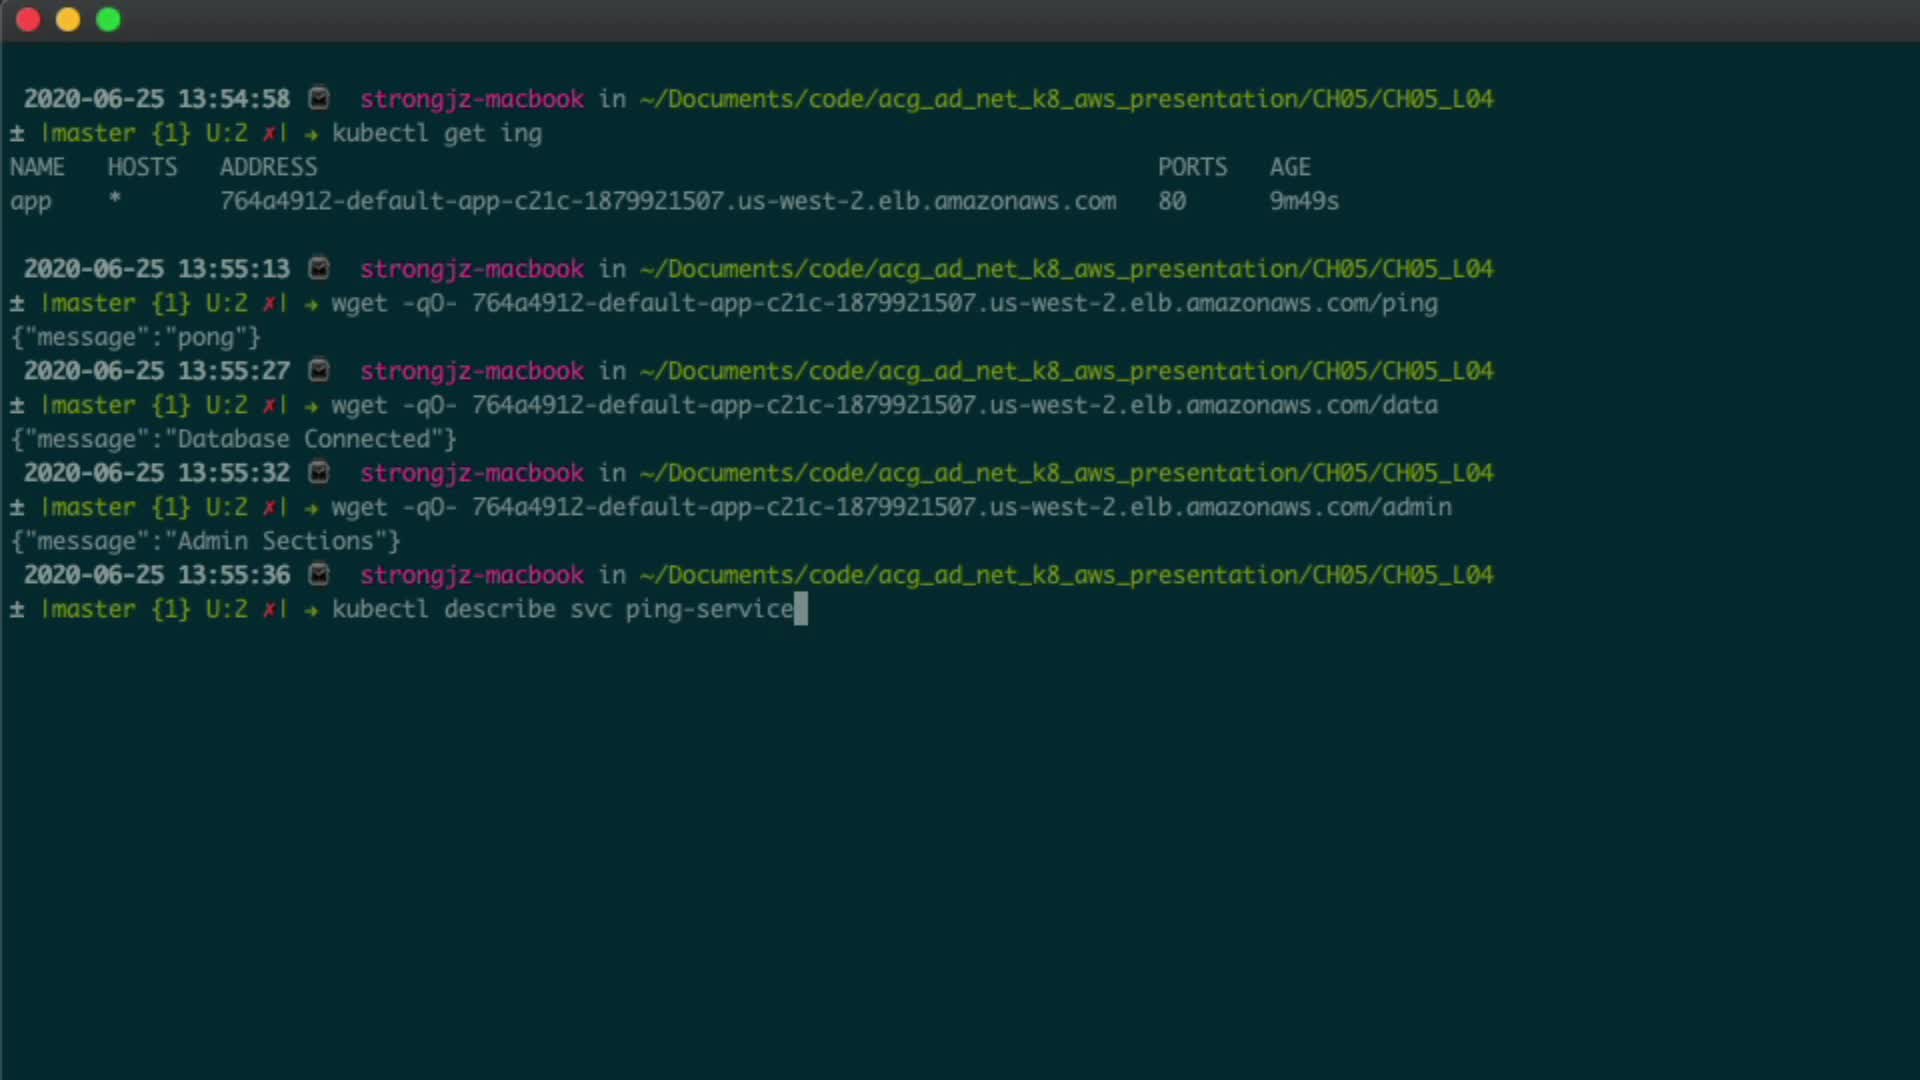 2020-06-25 13:54:58 strongjz-macbook in ~/Documents/code/acg_ad_net_k8_aws_presentation/CH05/CH05_L04
± |master {1} U:2 ✗| → kubectl get ing
NAME HOSTS ADDRESS PORTS AGE
app * 764a4912-default-app-c21c-1879921507.us-west-2.elb.amazonaws.com 80 9m49s
2020-06-25 13:55:13 strongjz-macbook in ~/Documents/code/acg_ad_net_k8_aws_presentation/CH05/CH05_L04
± |master {1} U:2 ✗| → wget -qO- 764a4912-default-app-c21c-1879921507.us-west-2.elb.amazonaws.com/ping
{"message":"pong"}
2020-06-25 13:55:27 strongjz-macbook in ~/Documents/code/acg_ad_net_k8_aws_presentation/CH05/CH05_L04
± |master {1} U:2 ✗| → wget -qO- 764a4912-default-app-c21c-1879921507.us-west-2.elb.amazonaws.com/data
{"message":"Database Connected"}
2020-06-25 13:55:32 strongjz-macbook in ~/Documents/code/acg_ad_net_k8_aws_presentation/CH05/CH05_L04
± |master {1} U:2 ✗| → wget -qO- 764a4912-default-app-c21c-1879921507.us-west-2.elb.amazonaws.com/admin
{"message":"Admin Sections"}
2020-06-25 13:55:36 strongjz-macbook in ~/Documents/code/acg_ad_net_k8_aws_presentation/CH05/CH05_L04
± |master {1} U:2 ✗| → kubectl describe svc ping-service